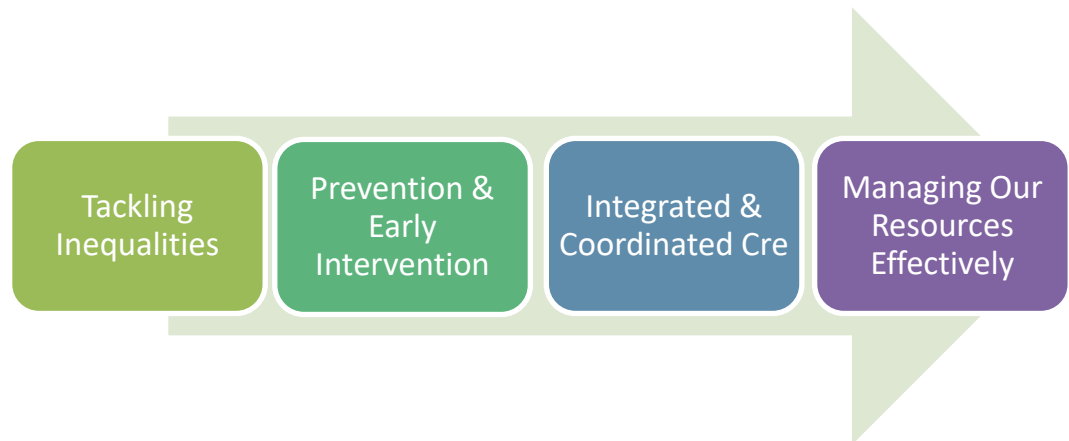 Tackling
Inequalities
Prevention &
Early
Intervention
Integrated &
Coordinated Cre
Managing Our
Resources
Effectively